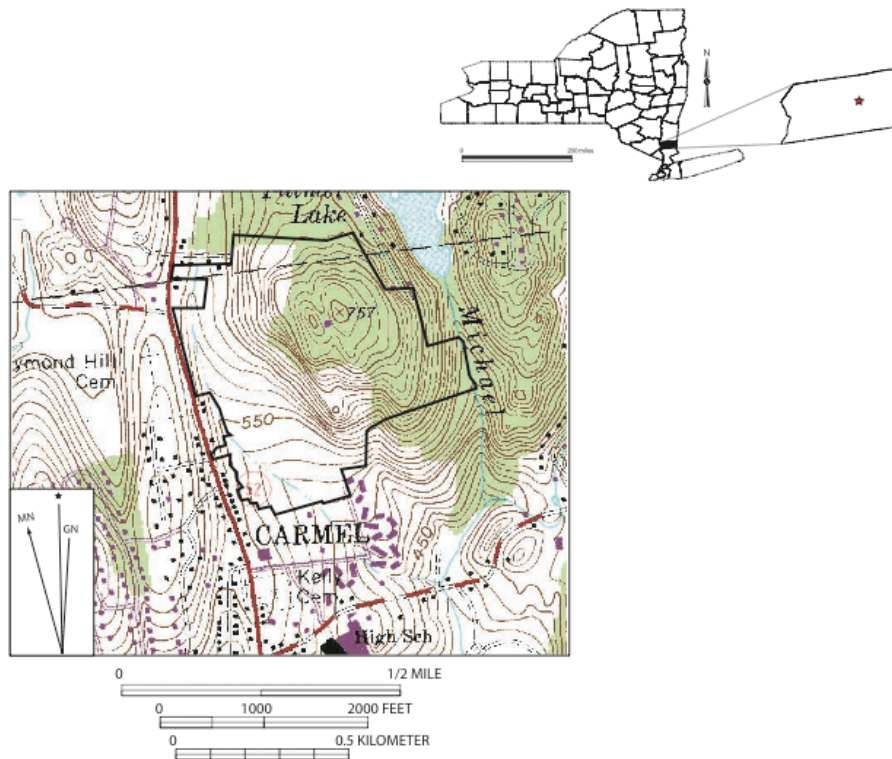 N
0 200 miles
Lake
757
Michael
ymond Hill
Cem
550
MN
GN
CARMEL
450
Kelly
Cem
High Sch
0 1/2 MILE
0 1000 2000 FEET
0 0.5 KILOMETER